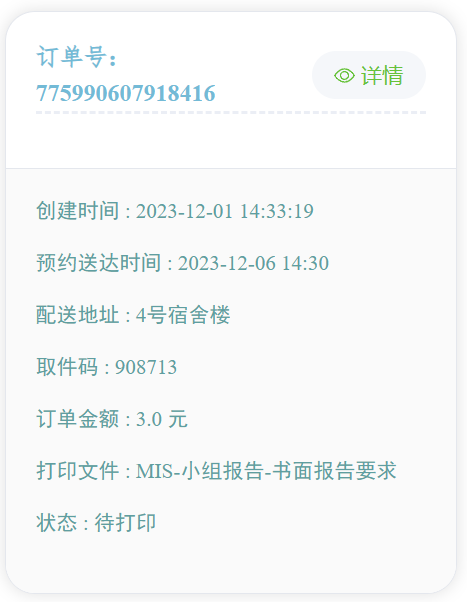 订单号：
775990607918416
详情
创建时间 : 2023-12-01 14:33:19
预约送达时间 : 2023-12-06 14:30
配送地址 : 4号宿舍楼
取件码 : 908713
订单金额 : 3.0 元
打印文件 : MIS-小组报告-书面报告要求
状态 : 待打印